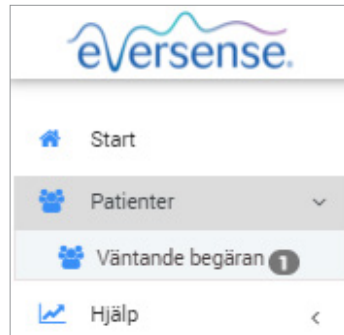 eversense.
Start
Patienter
Väntande begäran 1
Hjälp